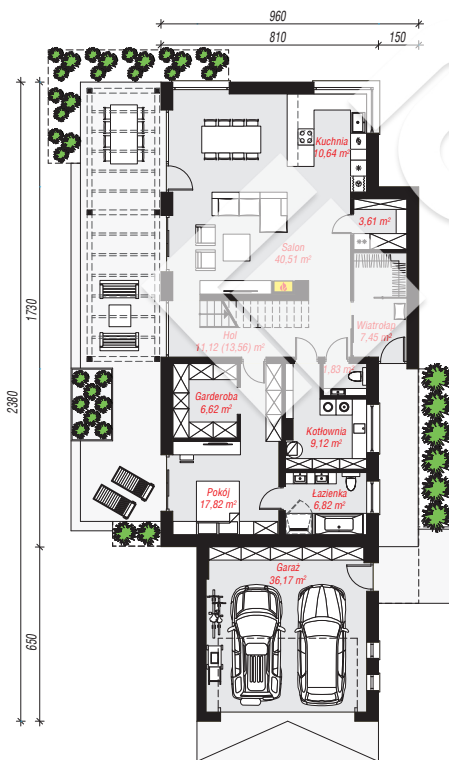 960
810
150
Kuchnia
10,64 m²
3,61 m²
Salon
40,51 m²
Hol
11,12 (13,56) m²
Wiatrołap
7,45 m²
1,83 m²
Garderoba
6,62 m²
Kotłownia
9,12 m²
Pokój
17,82 m²
Łazienka
6,82 m²
Garaż
36,17 m²
1730
2380
650